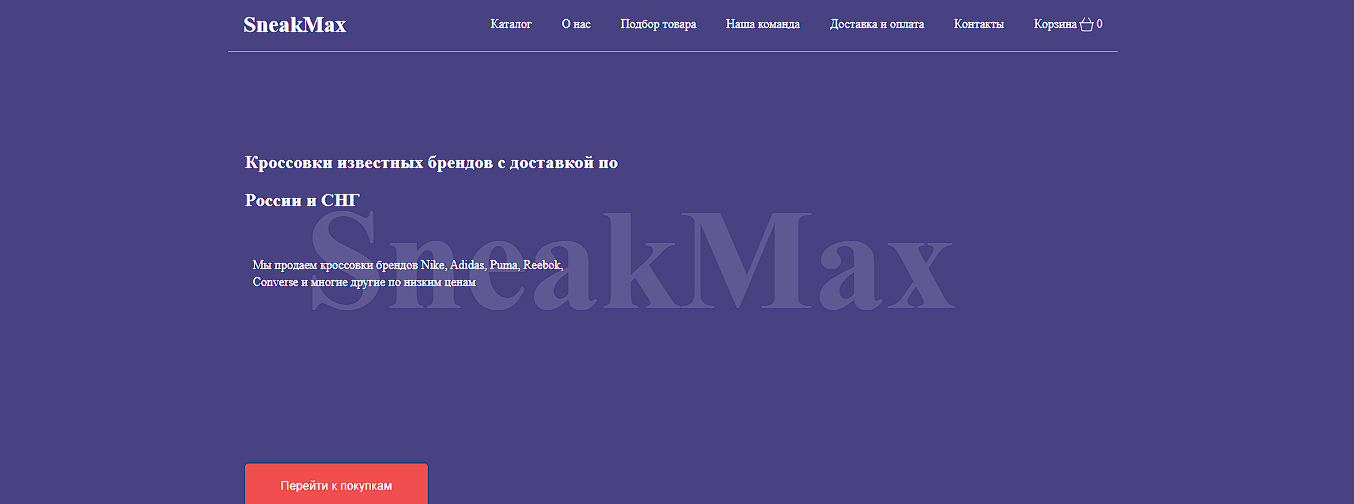 SneakMax
Каталог О нас Подбор товара Наша команда Доставка и оплата Контакты Корзина 0
Кроссовки известных брендов с доставкой по
России и СНГ
SneakMax
Мы продаем кроссовки брендов Nike, Adidas, Puma, Reebok,
Converse и многие другие по низким ценам
Перейти к покупкам